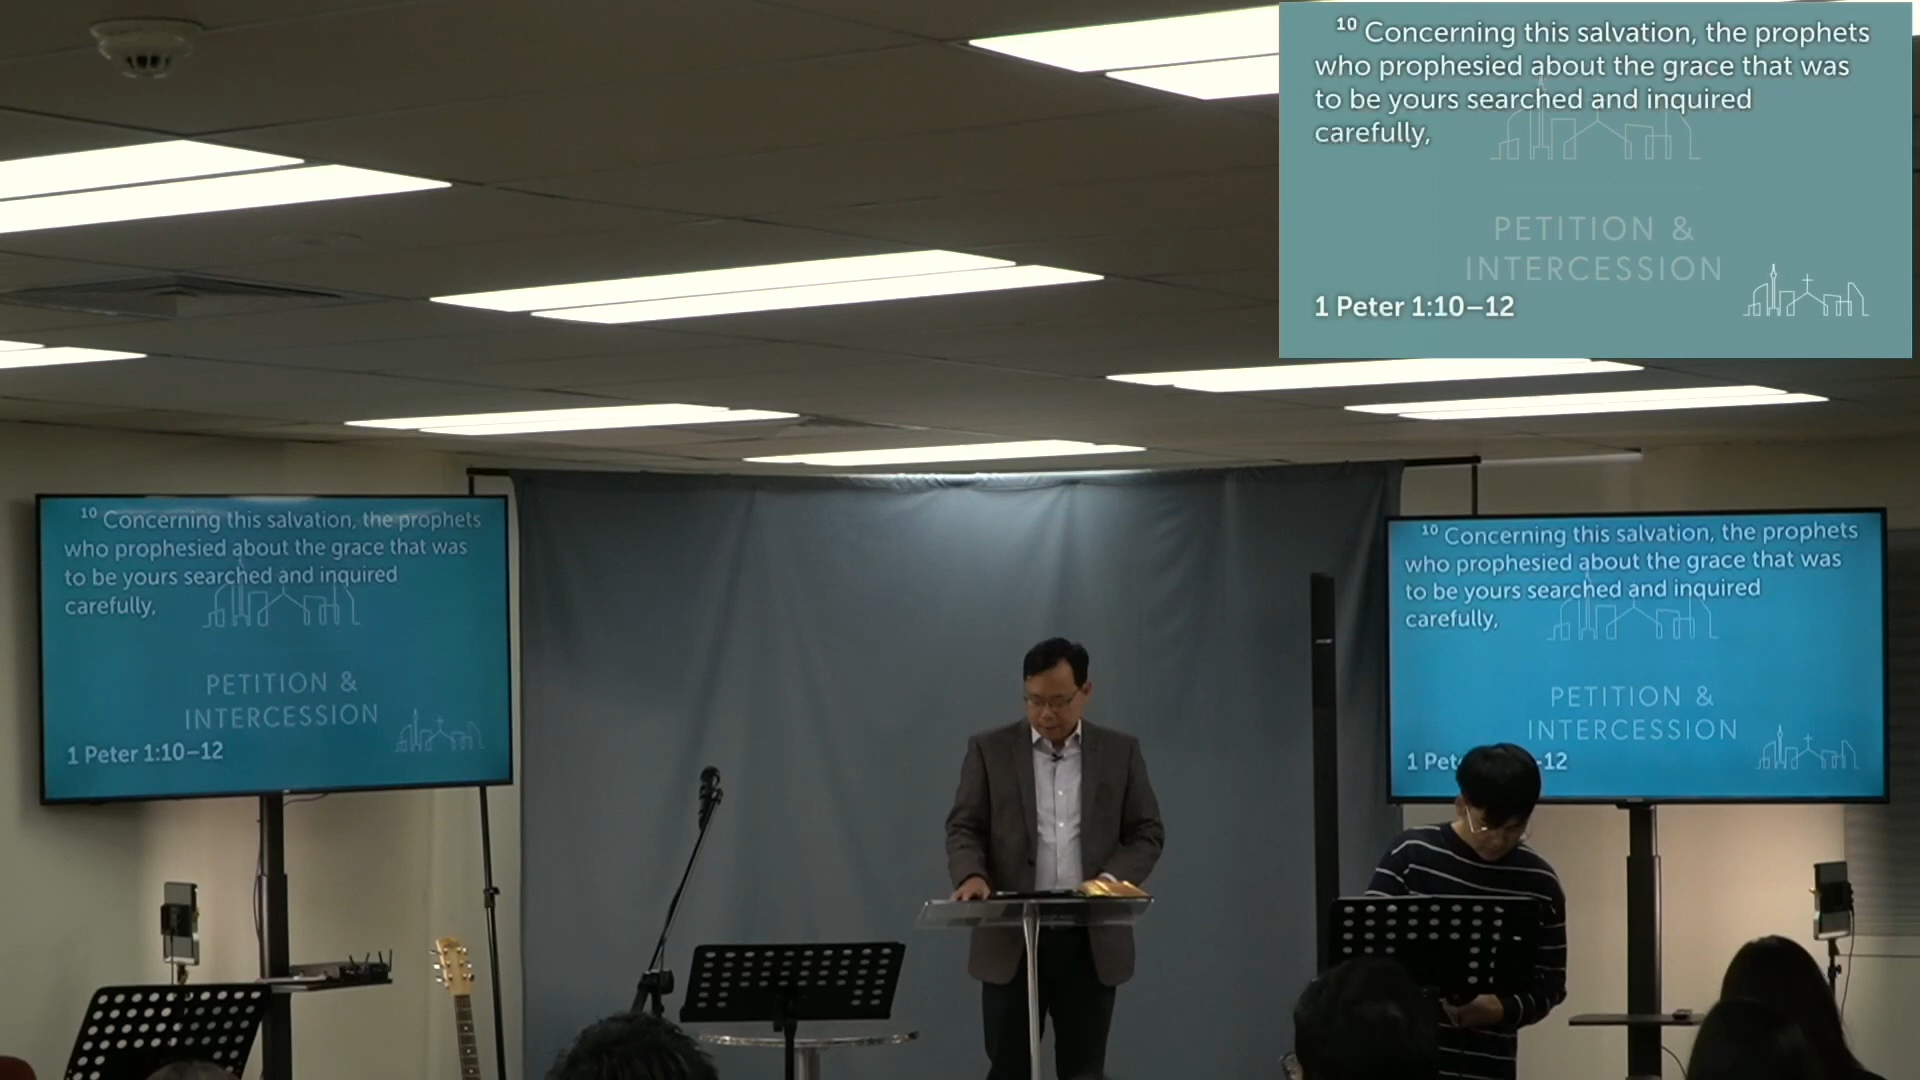 10 Concerning this salvation, the prophets
who prophesied about the grace that was
to be yours searched and inquired
carefully,
PETITION &
INTERCESSION
1 Peter 1:10–12
10 Concerning this salvation, the prophets
who prophesied about the grace that was
to be yours searched and inquired
carefully,
PETITION &
INTERCESSION
1 Peter 1:10–12
10 Concerning this salvation, the prophets
who prophesied about the grace that was
to be yours searched and inquired
carefully,
PETITION &
INTERCESSION
1 Pet -12